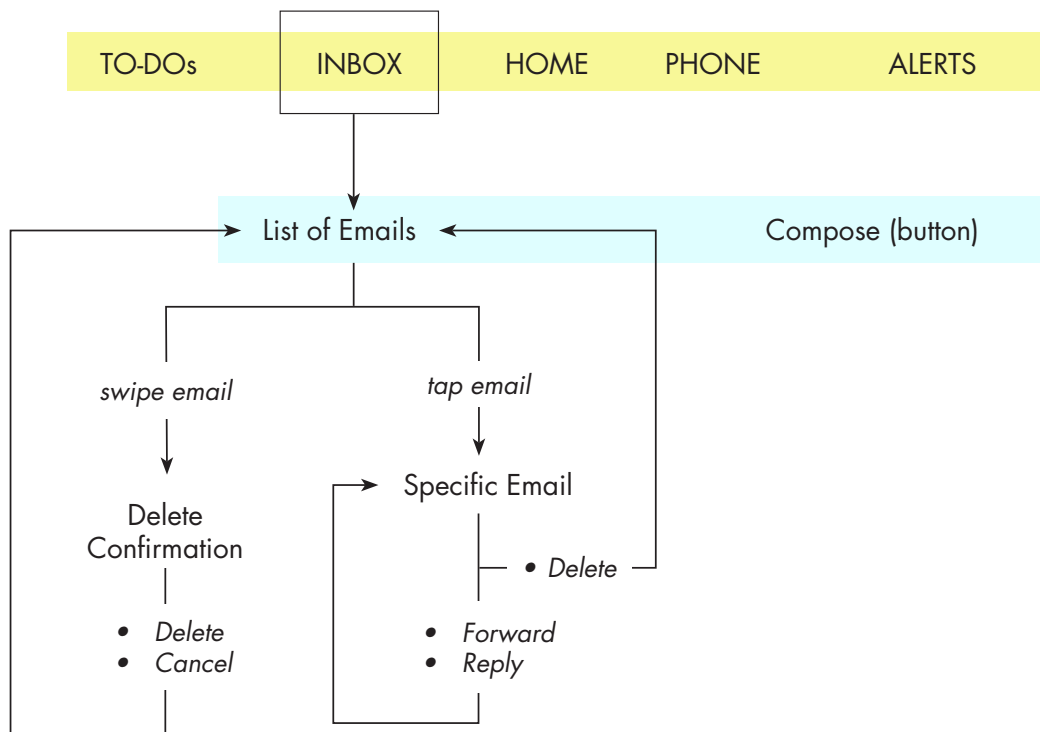 TO-DOs INBOX HOME PHONE ALERTS
List of Emails Compose (button)
swipe email tap email
Specific Email
Delete
Confirmation
• Delete
• Forward
• Reply
• Delete
• Cancel